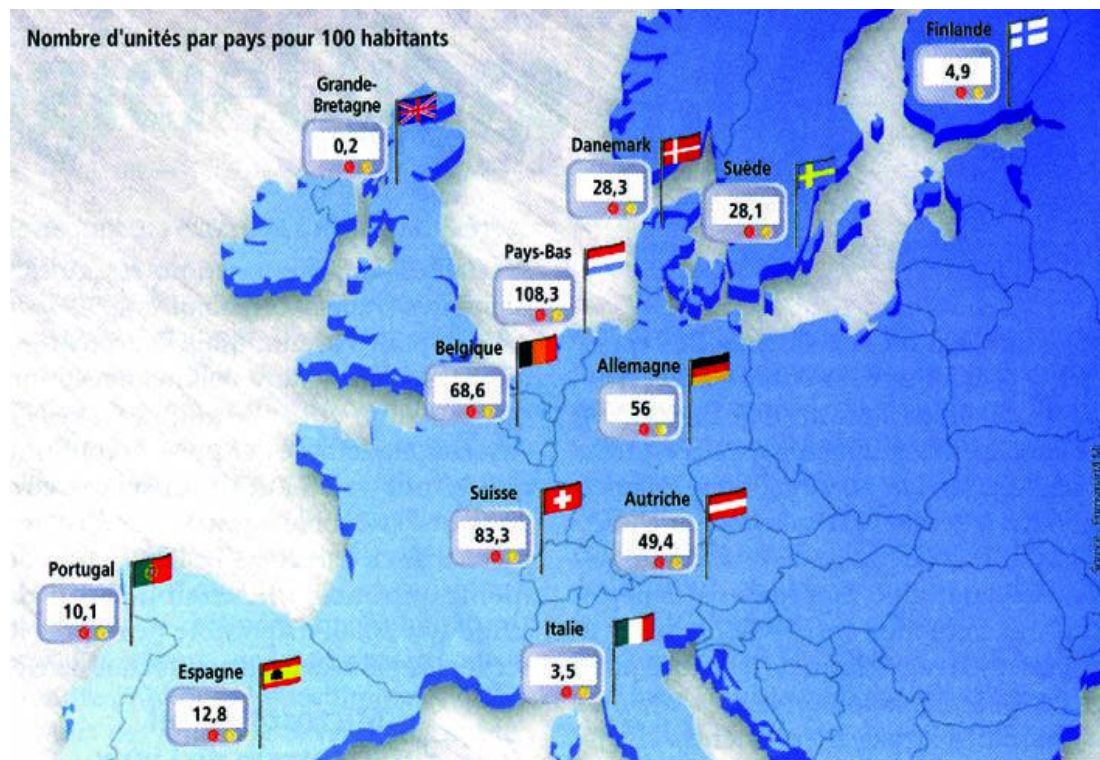 Nombre d'unités par pays pour 100 habitants
Finlande
4,9
Grande-
Bretagne
0,2
Danemark
28,3
Suède
28,1
Pays-Bas
108,3
Belgique
68,6
Allemagne
56
Suisse
83,3
Autriche
49,4
Portugal
10,1
Italie
3,5
Espagne
12,8